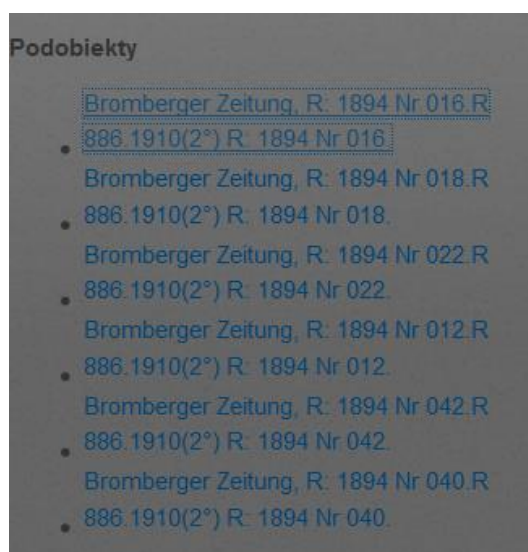 Podobiekty
Bromberger Zeitung, R: 1894 Nr 016.R
886.1910(2°) R: 1894 Nr 016
Bromberger Zeitung, R: 1894 Nr 018.R
886.1910(2°) R: 1894 Nr 018.
Bromberger Zeitung, R: 1894 Nr 022.R
886.1910(2°) R: 1894 Nr 022.
Bromberger Zeitung, R: 1894 Nr 012.R
886.1910(2°) R: 1894 Nr 012.
Bromberger Zeitung, R: 1894 Nr 042.R
886.1910(2°) R: 1894 Nr 042.
Bromberger Zeitung, R: 1894 Nr 040.R
886.1910(2°) R: 1894 Nr 040.